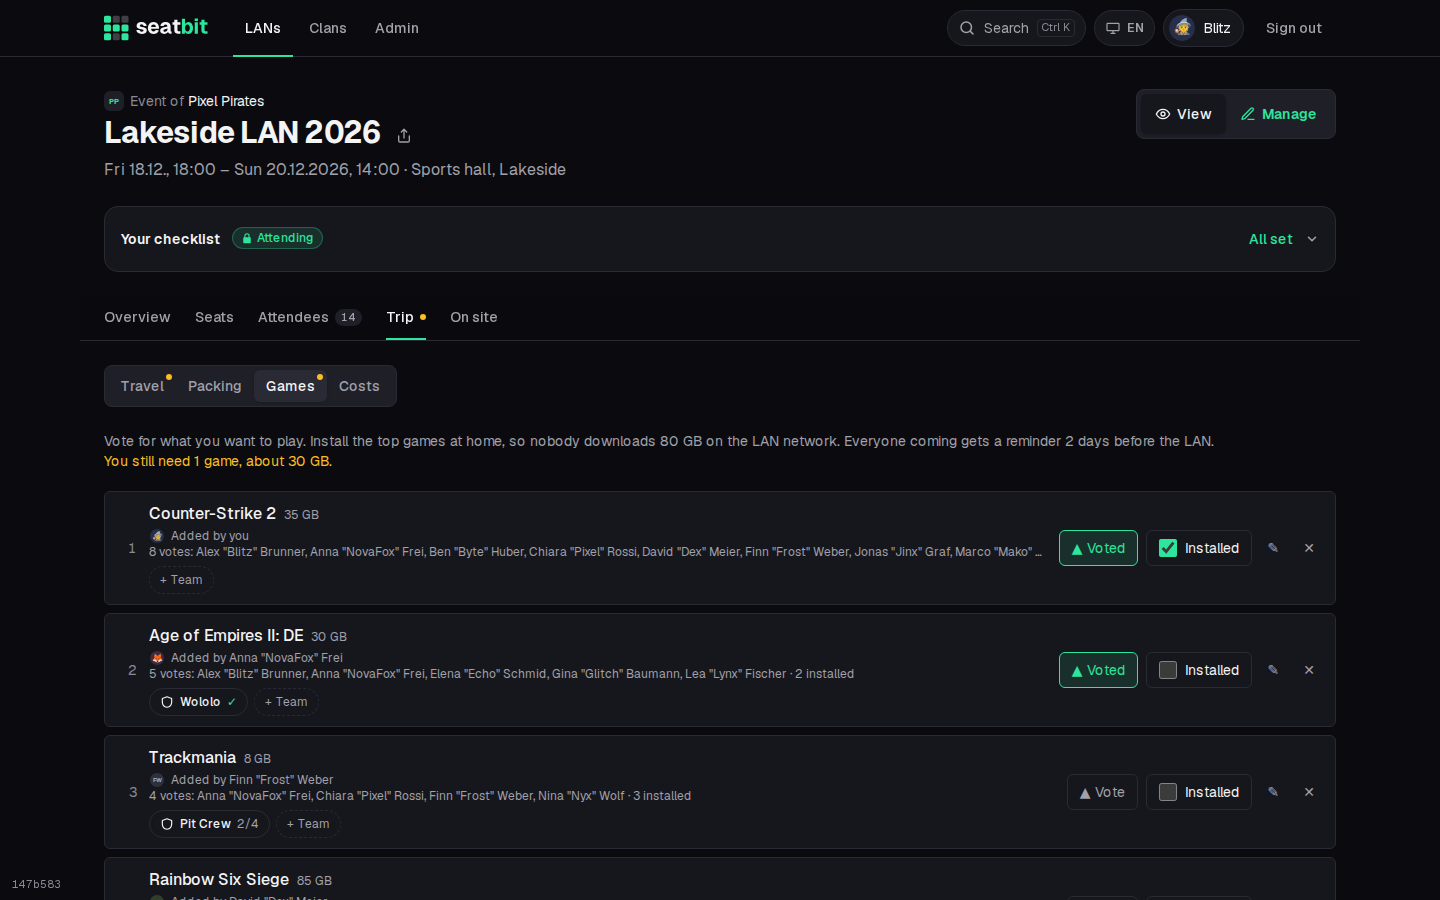 seatbit LANs Clans Admin Search Ctrl K EN Blitz Sign out
PP Event of Pixel Pirates
Lakeside LAN 2026
View Manage
Fri 18.12., 18:00 – Sun 20.12.2026, 14:00 · Sports hall, Lakeside
Your checklist Attending All set
Overview Seats Attendees 14 Trip On site
Travel Packing Games Costs
Vote for what you want to play. Install the top games at home, so nobody downloads 80 GB on the LAN network. Everyone coming gets a reminder 2 days before the LAN.
You still need 1 game, about 30 GB.
Counter-Strike 2 35 GB
Added by you
1
8 votes: Alex "Blitz" Brunner, Anna "NovaFox" Frei, Ben "Byte" Huber, Chiara "Pixel" Rossi, David "Dex" Meier, Finn "Frost" Weber, Jonas "Jinx" Graf, Marco "Mako" …
▲ Voted Installed ✎ ✕
+ Team
Age of Empires II: DE 30 GB
Added by Anna "NovaFox" Frei
2
5 votes: Alex "Blitz" Brunner, Anna "NovaFox" Frei, Elena "Echo" Schmid, Gina "Glitch" Baumann, Lea "Lynx" Fischer · 2 installed
▲ Voted Installed ✎ ✕
Wololo ✓ + Team
Trackmania 8 GB
FW Added by Finn "Frost" Weber
3
4 votes: Anna "NovaFox" Frei, Chiara "Pixel" Rossi, Finn "Frost" Weber, Nina "Nyx" Wolf · 3 installed
▲ Vote Installed ✎ ✕
Pit Crew 2/4 + Team
Rainbow Six Siege 85 GB
Added by David "Dex" Meier
147b583